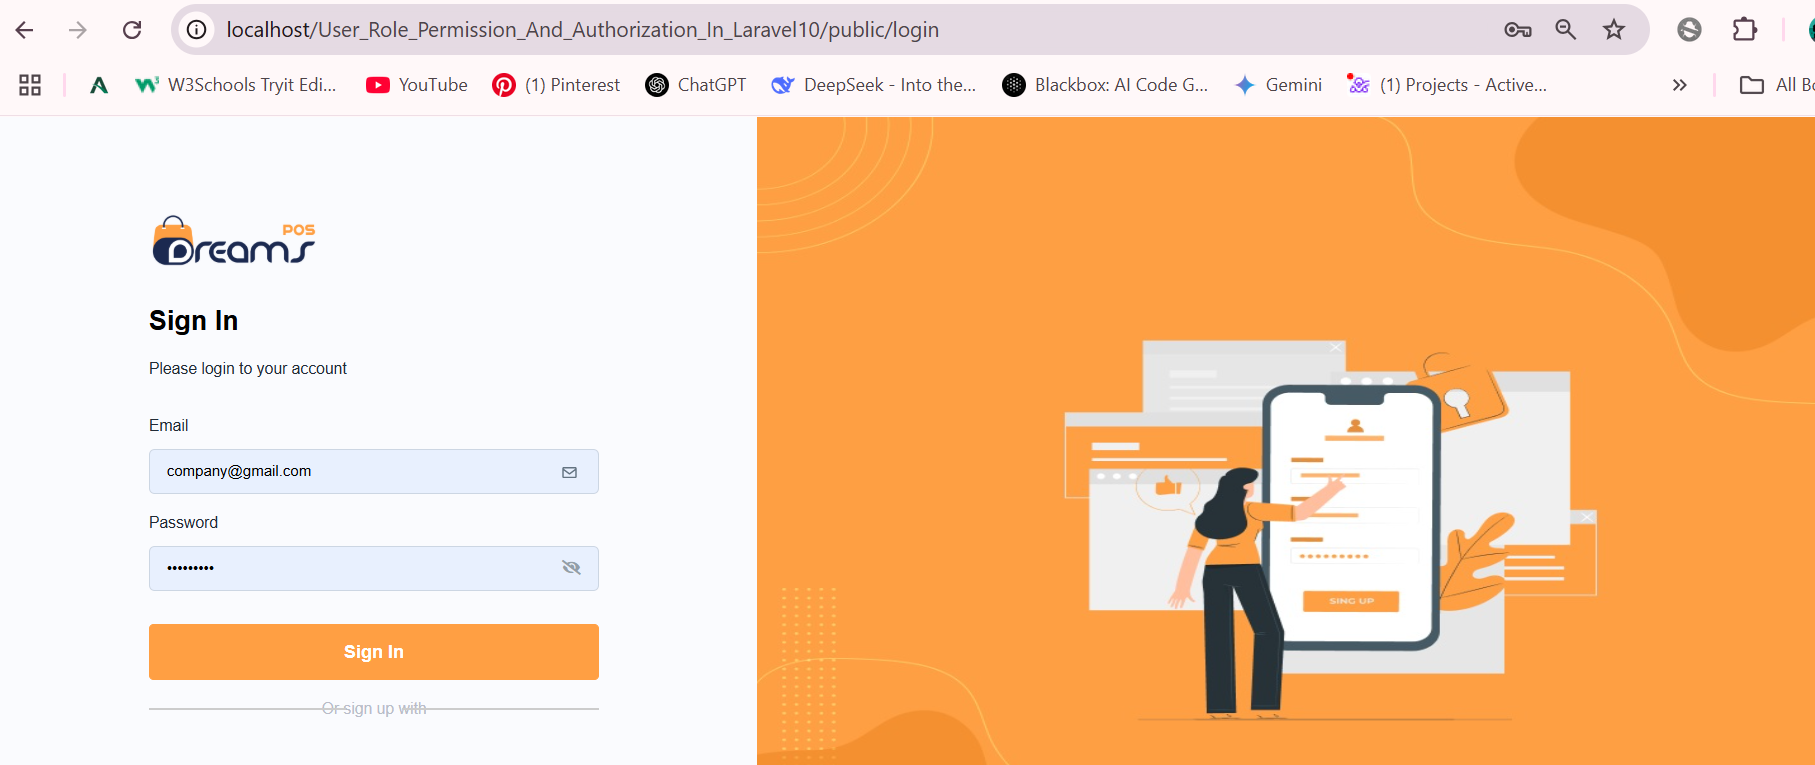 localhost/User_Role_Permission_And_Authorization_In_Laravel10/public/login
W3Schools Tryit Edi... YouTube (1) Pinterest ChatGPT DeepSeek - Into the... Blackbox: AI Code G... Gemini (1) Projects - Active... All Bo
Dreams POS
Sign In
Please login to your account
Email
company@gmail.com
Password
•••••••••
Sign In
Or sign up with
SING UP